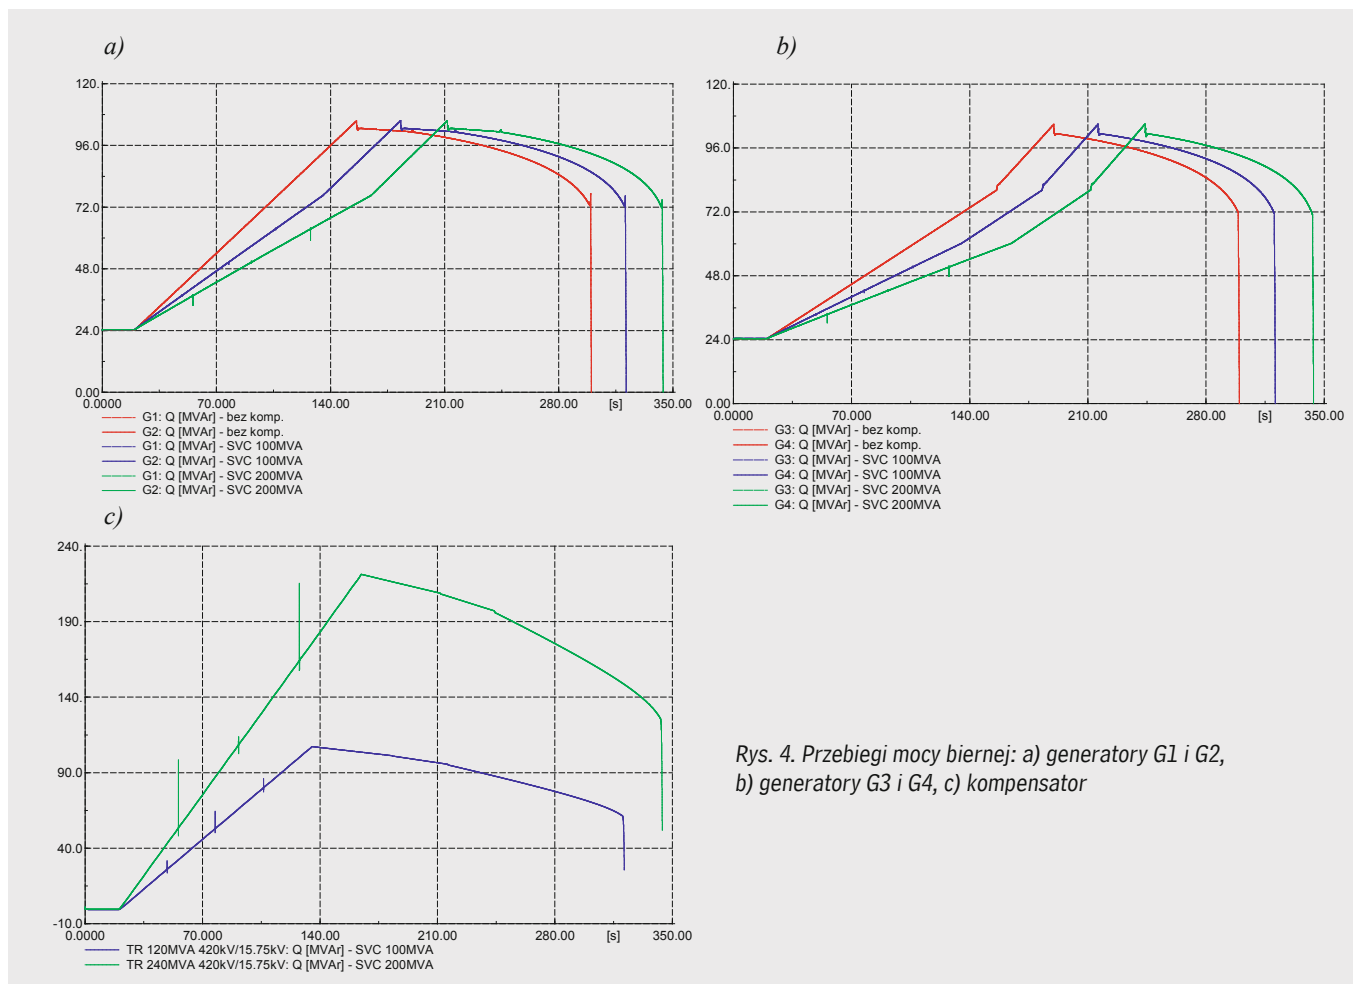 a)
120.
96.0
72.0
48.0
24.0
0.00
0.0000 70.000 140.00 210.00 280.00 [s] 350.00
G1: Q [MVAr] - bez komp.
G2: Q [MVAr] - bez komp.
G1: Q [MVAr] - SVC 100MVA
G2: Q [MVAr] - SVC 100MVA
G1: Q [MVAr] - SVC 200MVA
G2: Q [MVAr] - SVC 200MVA
b)
120.
96.0
72.0
48.0
24.0
0.00
0.0000 70.000 140.00 210.00 280.00 [s] 350.00
G3: Q [MVAr] - bez komp.
G4: Q [MVAr] - bez komp.
G3: Q [MVAr] - SVC 100MVA
G4: Q [MVAr] - SVC 100MVA
G3: Q [MVAr] - SVC 200MVA
G4: Q [MVAr] - SVC 200MVA
c)
240.
190.
140.
90.0
40.0
-10.0
0.0000 70.000 140.00 210.00 280.00 [s] 350.00
TR 120MVA 420kV/15.75kV: Q [MVAr] - SVC 100MVA
TR 240MVA 420kV/15.75kV: Q [MVAr] - SVC 200MVA
Rys. 4. Przebiegi mocy biernej: a) generatory G1 i G2,
b) generatory G3 i G4, c) kompensator